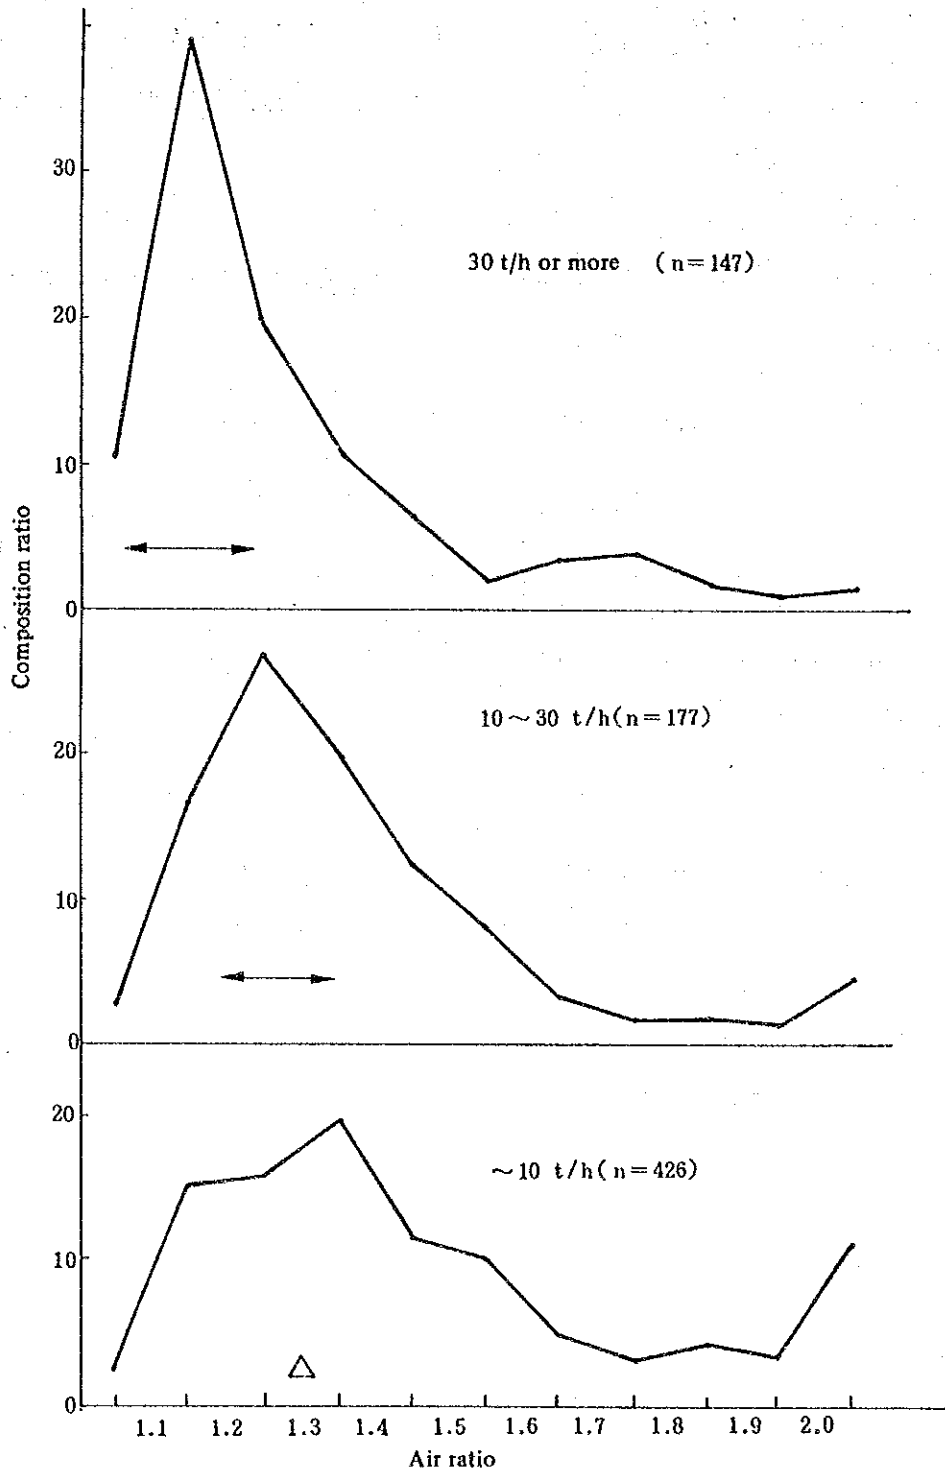 30
30 t/h or more (n=147)
20
10
Composition ratio
0
10~30 t/h(n=177)
20
10
0
20
~10 t/h(n=426)
10
0
1.1 1.2 1.3 1.4 1.5 1.6 1.7 1.8 1.9 2.0
Air ratio